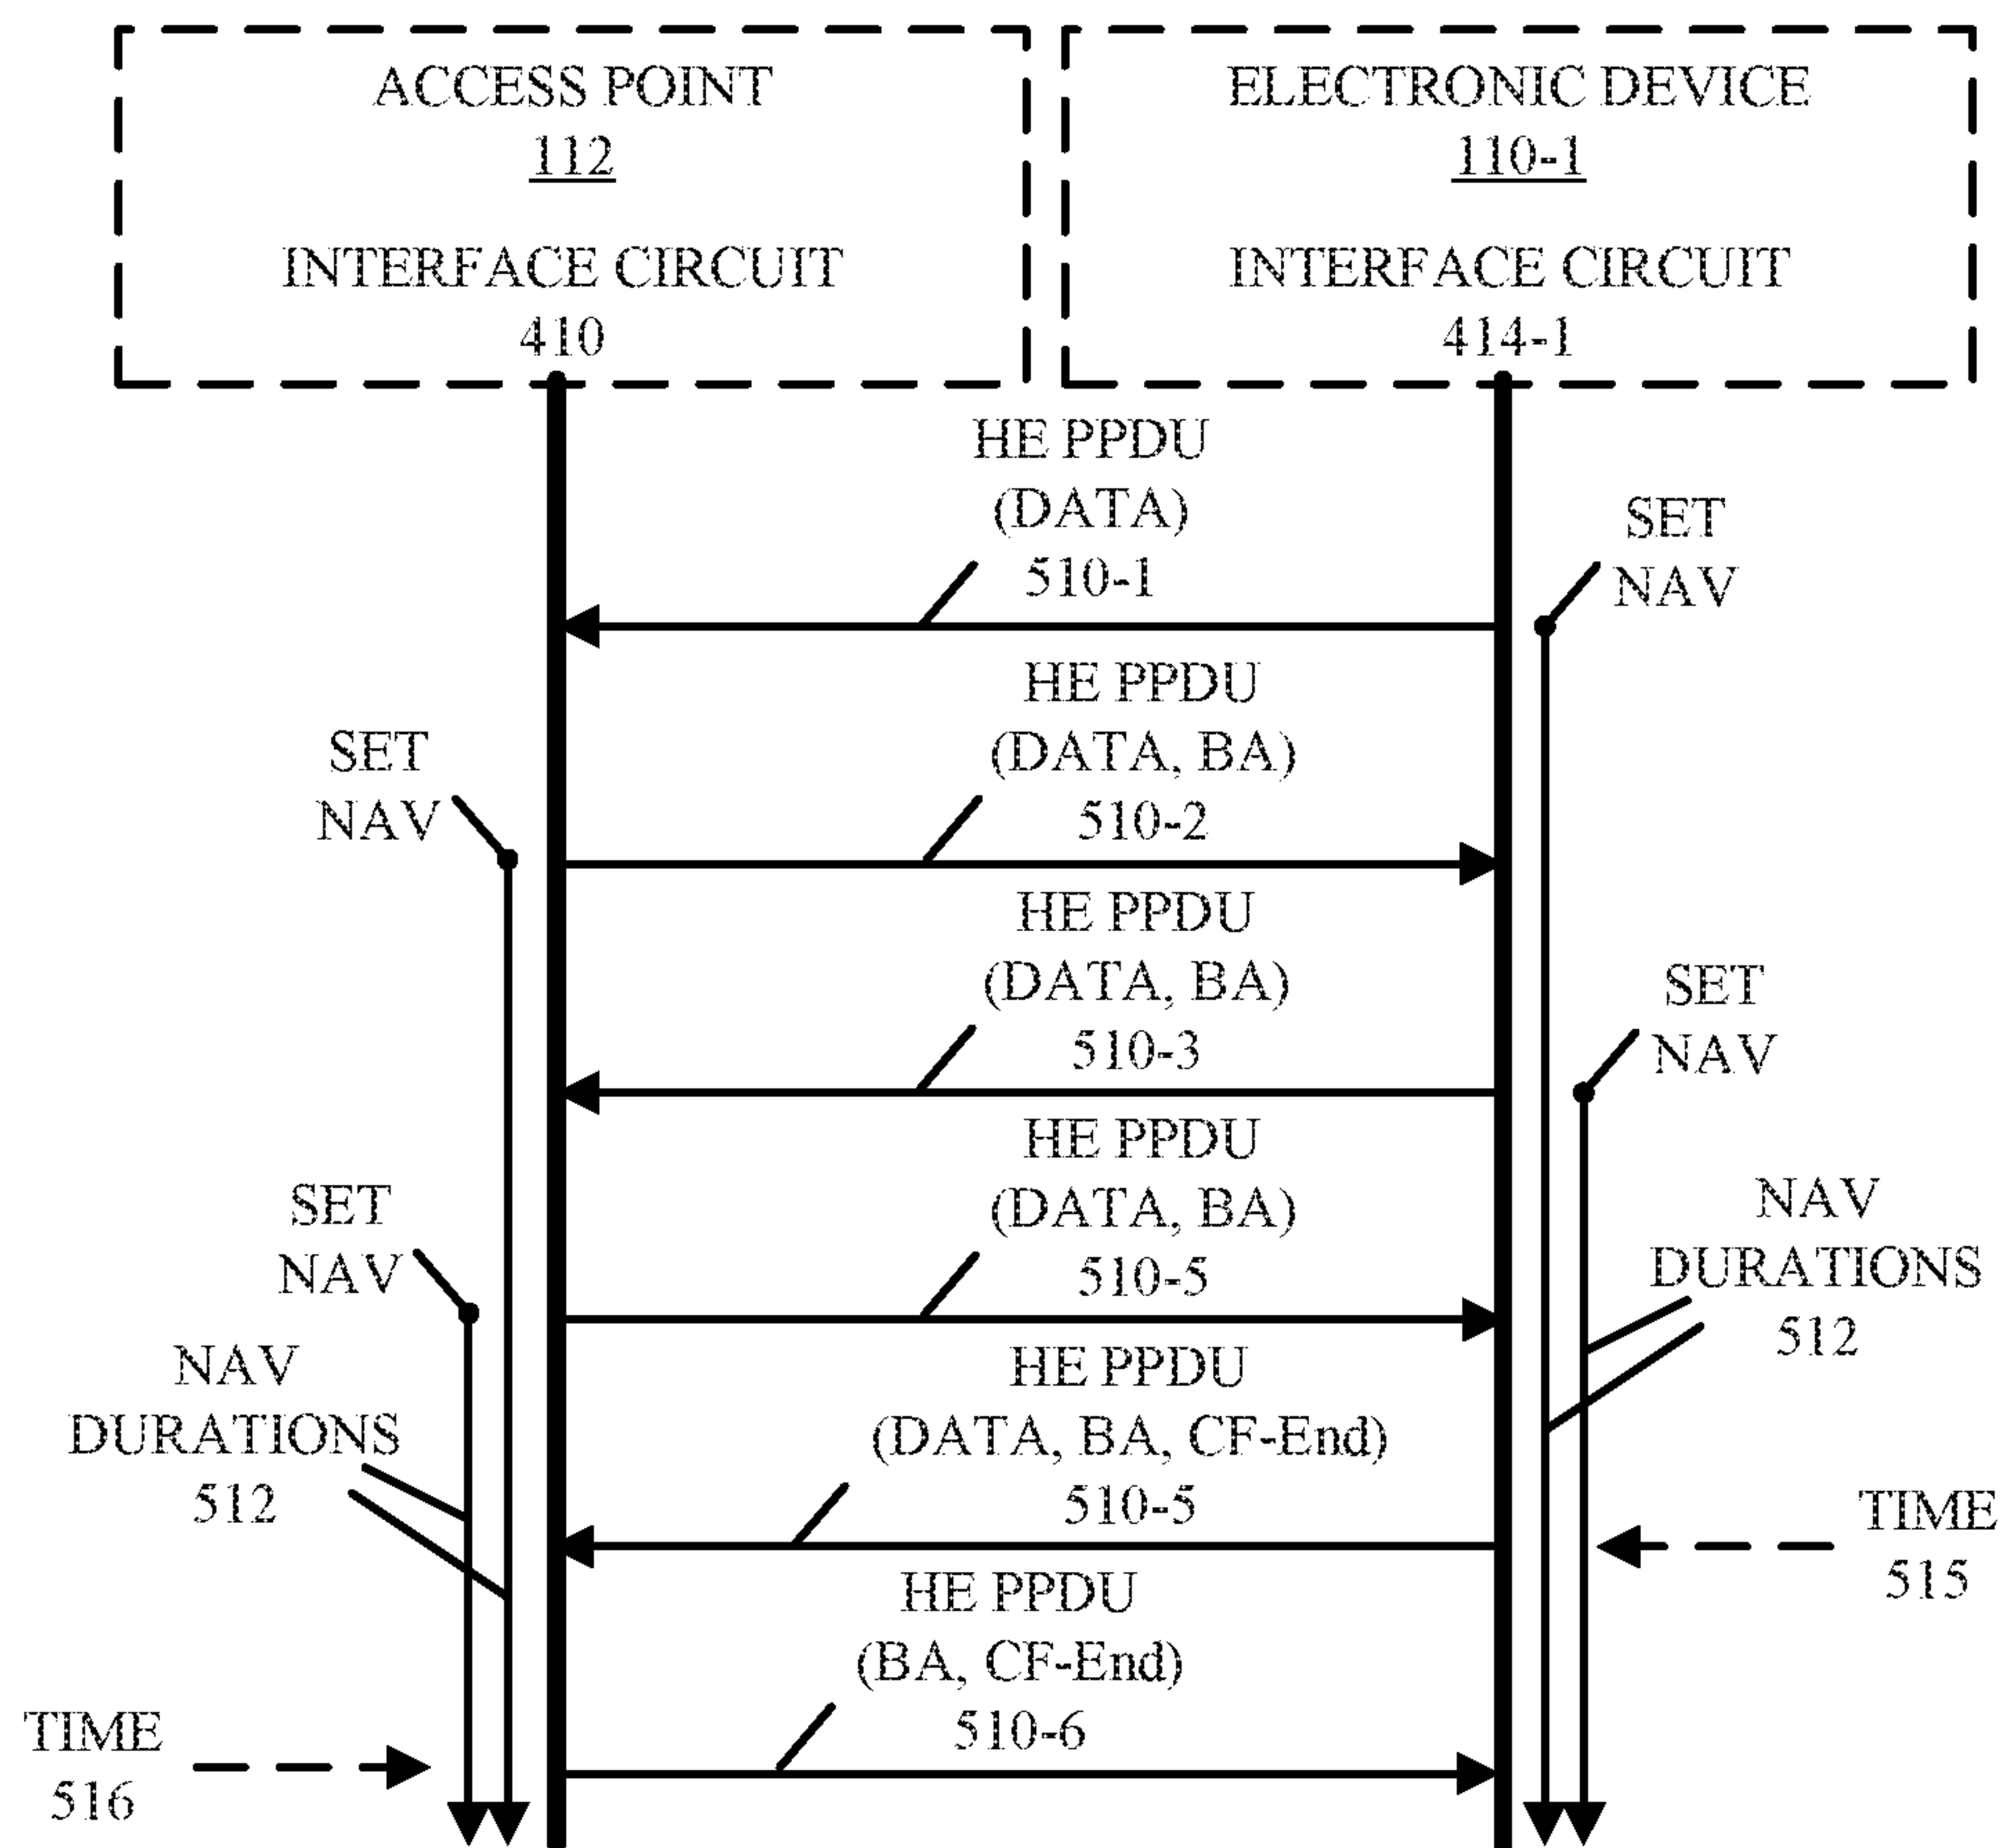 ACCESS POINT
112
INTERFACE CIRCUIT
410
ELECTRONIC DEVICE
110-1
INTERFACE CIRCUIT
414-1
HE PPDU
(DATA)
510-1
SET
NAV
HE PPDU
(DATA, BA)
510-2
SET
NAV
HE PPDU
(DATA, BA)
510-3
SET
NAV
HE PPDU
(DATA, BA)
510-5
SET
NAV
NAV
DURATIONS
512
NAV
DURATIONS
512
HE PPDU
(DATA, BA, CF-End)
510-5
TIME
515
HE PPDU
(BA, CF-End)
510-6
TIME
516